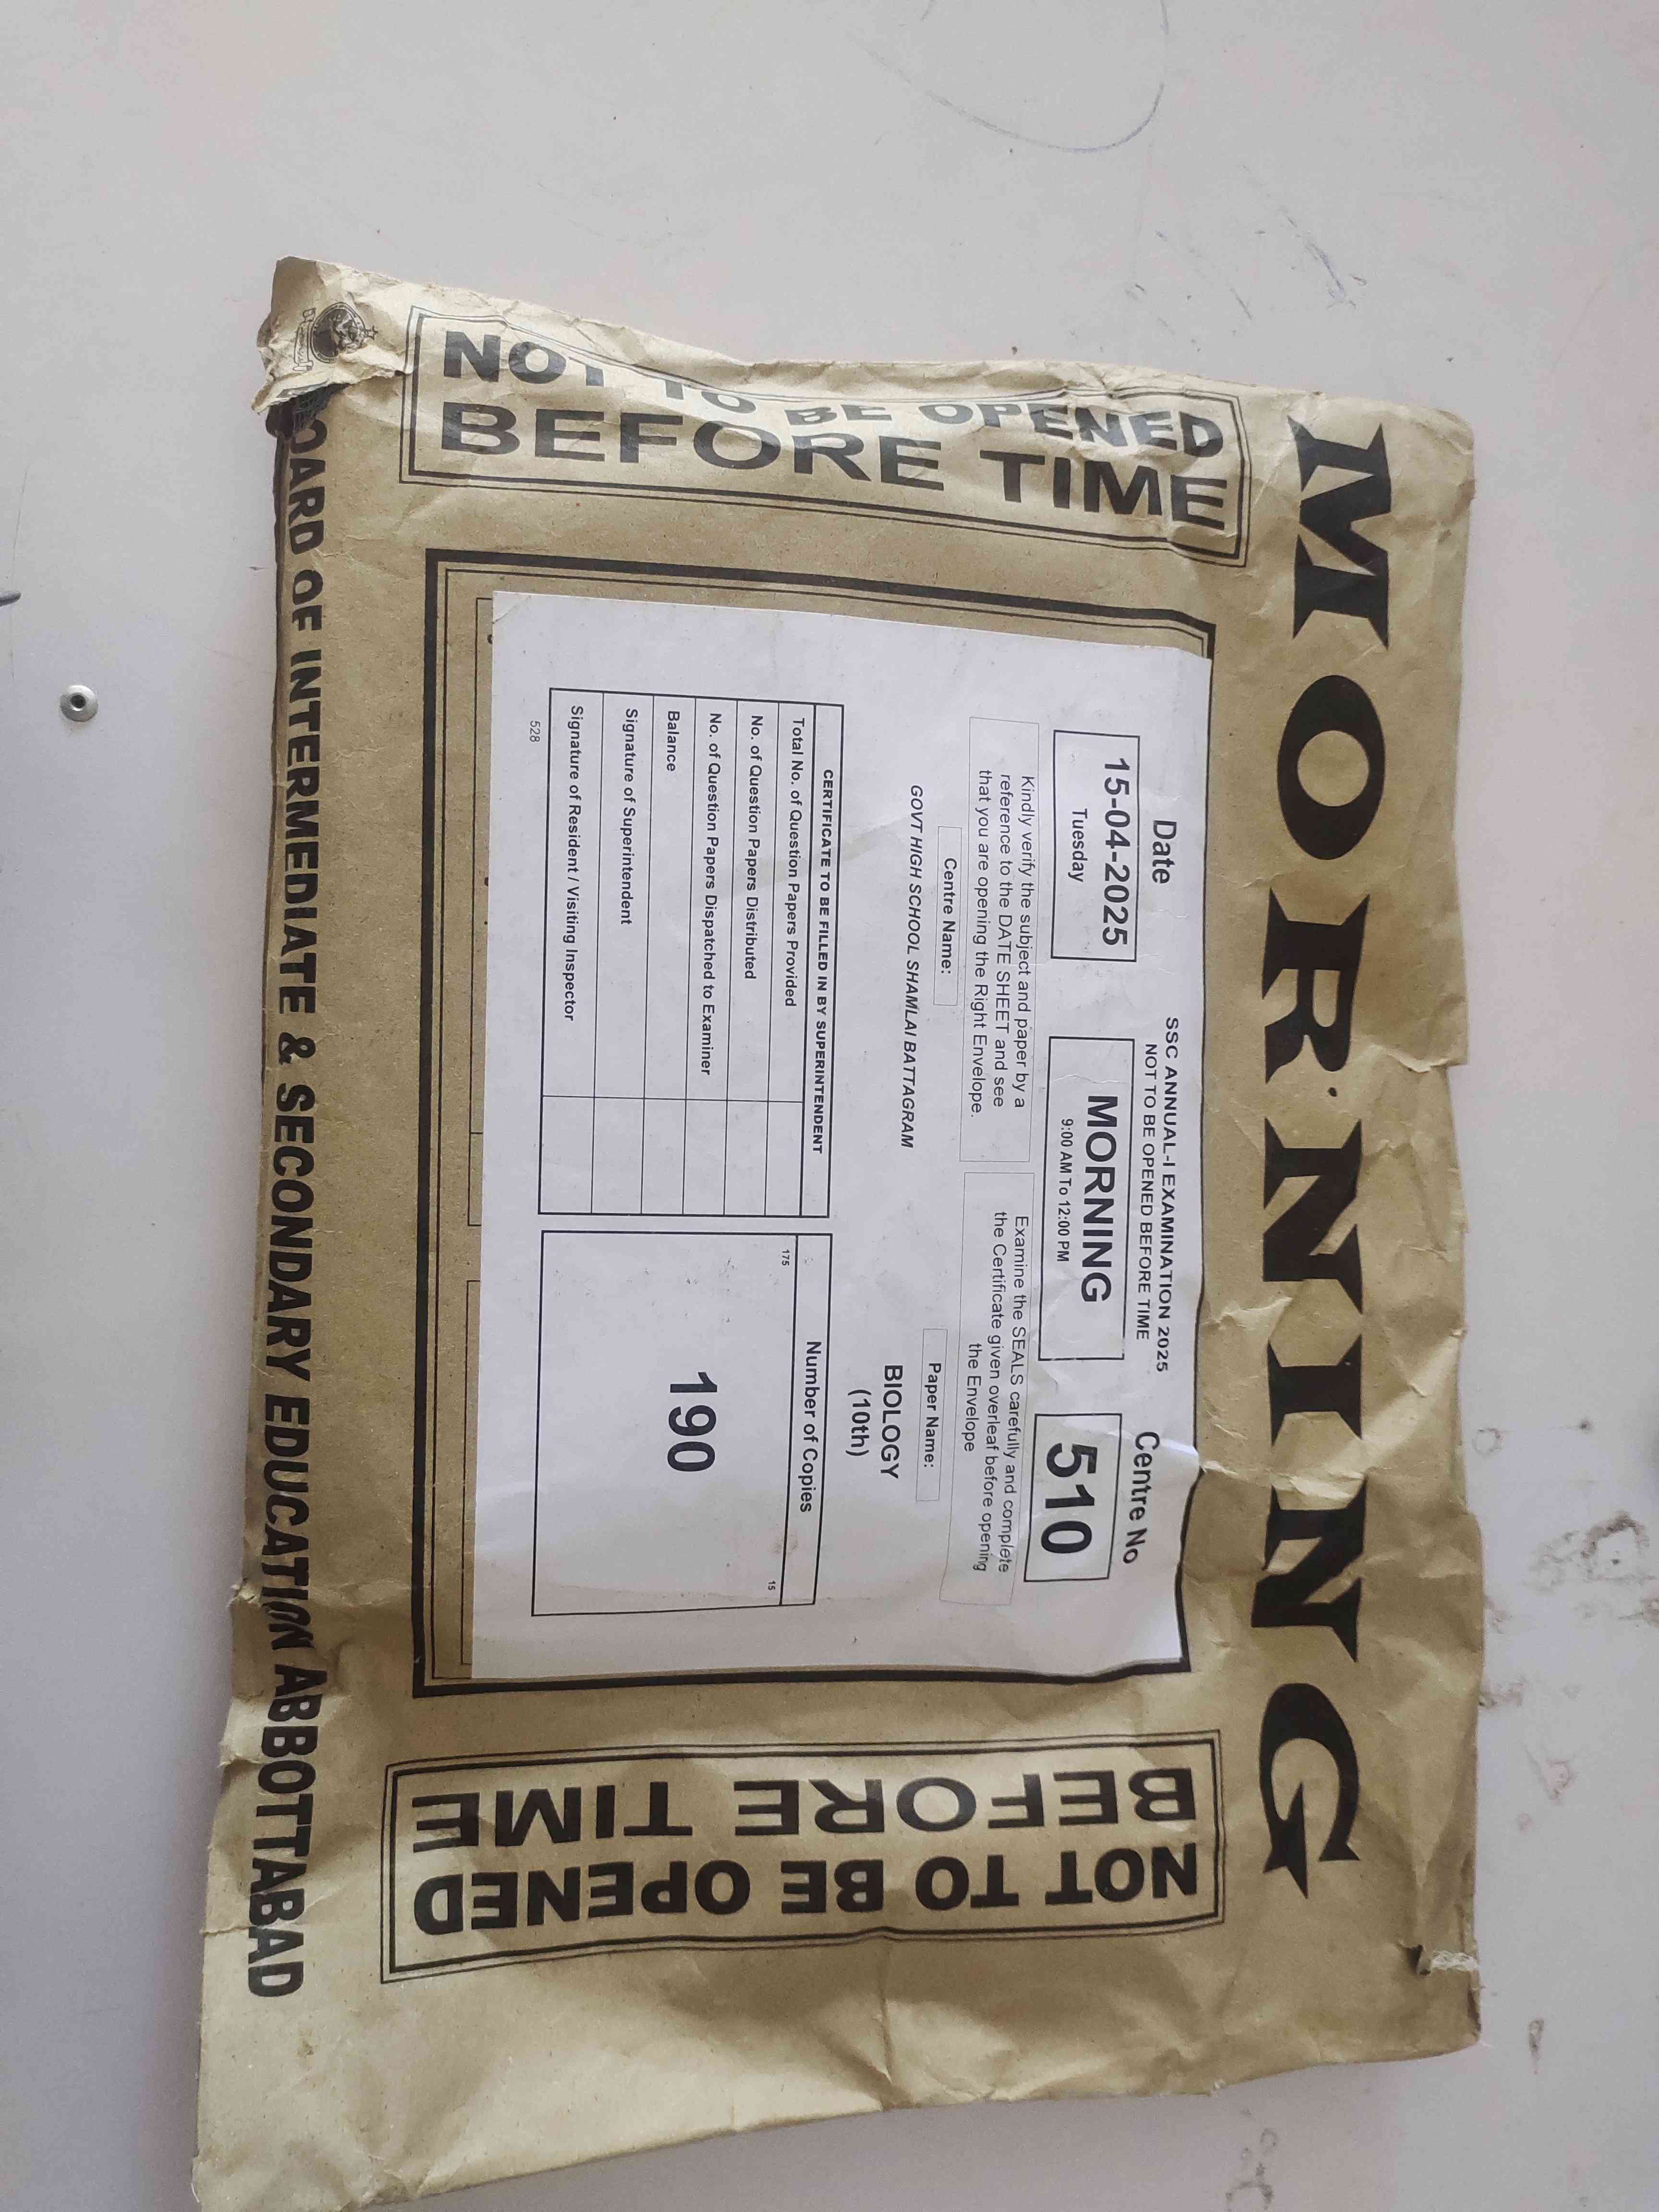 MORNING
NOT TO BE OPENED
BEFORE TIME
SSC ANNUAL-I EXAMINATION 2025
NOT TO BE OPENED BEFORE TIME
Date
15-04-2025
Tuesday
MORNING
9:00 AM To 12:00 PM
Centre No
510
Kindly verify the subject and paper by a
reference to the DATE SHEET and see
that you are opening the Right Envelope.
Examine the SEALS carefully and complete
the Certificate given overleaf before opening
the Envelope
Centre Name:
GOVT HIGH SCHOOL SHAMLAI BATTAGRAM
Paper Name:
BIOLOGY
(10th)
CERTIFICATE TO BE FILLED IN BY SUPERINTENDENT
Total No. of Question Papers Provided
No. of Question Papers Distributed
No. of Question Papers Dispatched to Examiner
Balance
Signature of Superintendent
Signature of Resident / Visiting Inspector
Number of Copies
175
15
190
528
NOT TO BE OPENED
BEFORE TIME
BOARD OF INTERMEDIATE & SECONDARY EDUCATION ABBOTTABAD